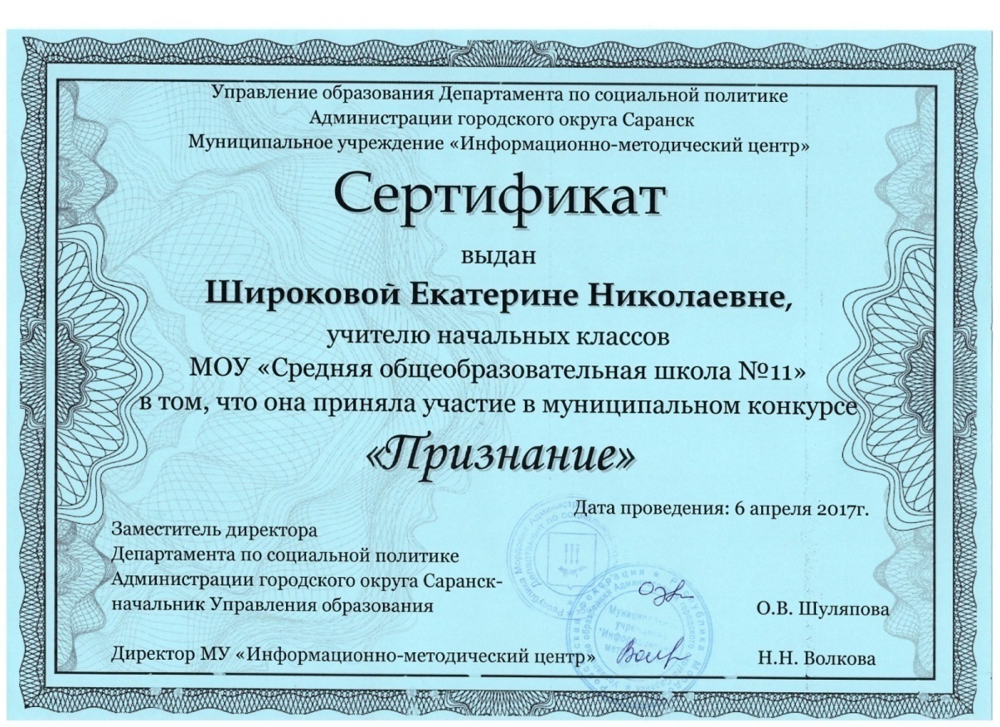 Управление образования Департамента по социальной политике
Администрации городского округа Саранск
Муниципальное учреждение «Информационно-методический центр»
Сертификат
выдан
Широковой Екатерине Николаевне,
учителю начальных классов
МОУ «Средняя общеобразовательная школа №11»
в том, что она приняла участие в муниципальном конкурсе
«Признание»
Дата проведения: 6 апреля 2017г.
Заместитель директора
Департамента по социальной политике
Администрации городского округа Саранск-
начальник Управления образования
О.В. Шуляпова
Директор МУ «Информационно-методический центр»
Н.Н. Волкова